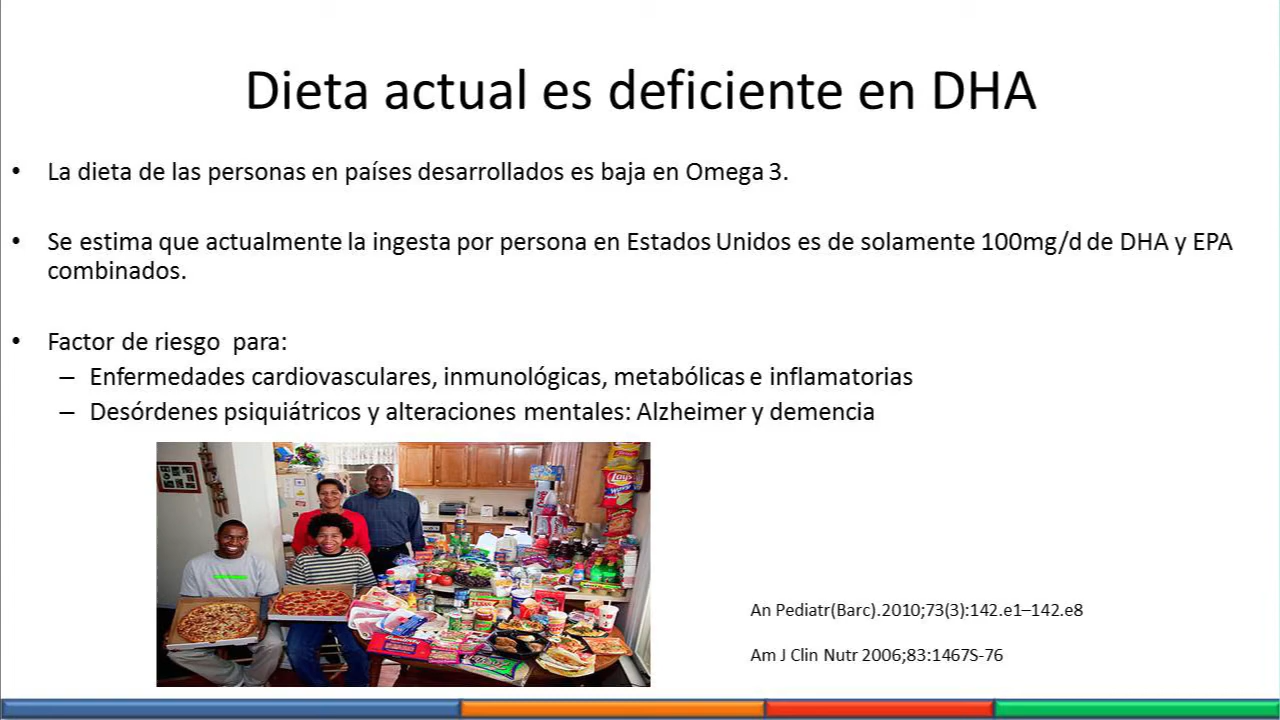 Dieta actual es deficiente en DHA
• La dieta de las personas en países desarrollados es baja en Omega 3.
• Se estima que actualmente la ingesta por persona en Estados Unidos es de solamente 100mg/d de DHA y EPA
combinados.
• Factor de riesgo para:
– Enfermedades cardiovasculares, inmunológicas, metabólicas e inflamatorias
– Desórdenes psiquiátricos y alteraciones mentales: Alzheimer y demencia
Lay's
An Pediatr(Barc).2010;73(3):142.e1–142.e8
Am J Clin Nutr 2006;83:1467S-76